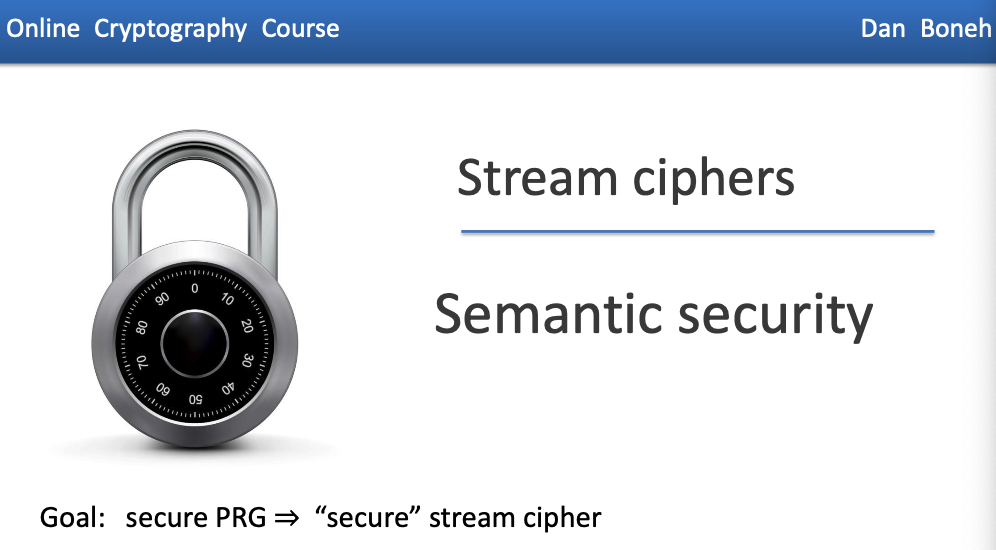 Online Cryptography Course
Dan Boneh
Stream ciphers
Semantic security
0
10
20
30
40
50
60
70
80
90
Goal: secure PRG ⇒ “secure” stream cipher